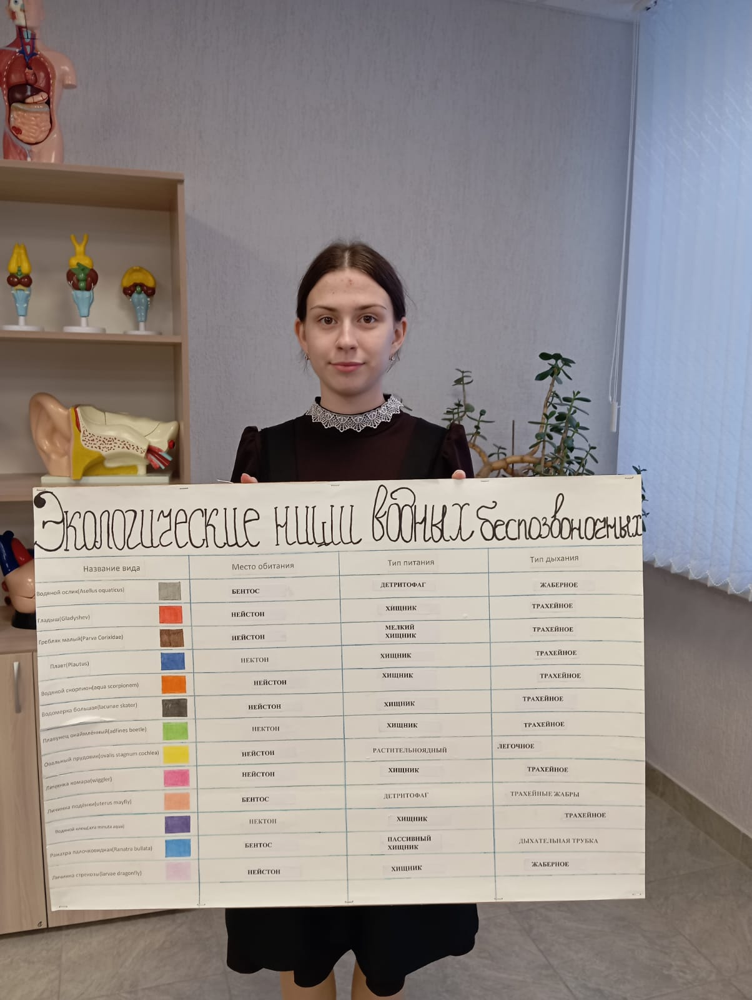 Экологические ниши водных беспозвоночных
Название вида Место обитания Тип питания Тип дыхания
Водяной ослик(Asellus oquaticus) БЕНТОС ДЕТРИТОФАГ ЖАБЕРНОЕ
Гладыш(Gladyshev) НЕЙСТОН ХИЩНИК ТРАХЕЙНОЕ
Гребляк малый(Parva Corixidae) НЕЙСТОН МЕЛКИЙ ХИЩНИК ТРАХЕЙНОЕ
Плавт(Plautus) НЕКТОН ХИЩНИК ТРАХЕЙНОЕ
Водяной скорпион(aqua scorpionem) НЕЙСТОН ХИЩНИК ТРАХЕЙНОЕ
Водомерка большая(lacunae skater) НЕЙСТОН ХИЩНИК ТРАХЕЙНОЕ
Плавунец окаймлённый(adfines beetle) НЕКТОН ХИЩНИК ТРАХЕЙНОЕ
Овальный прудовик(ovalis stagnum cochlea) НЕЙСТОН РАСТИТЕЛЬНОЯДНЫЙ ЛЕГОЧНОЕ
Личинка комара(wiggler) НЕЙСТОН ХИЩНИК ТРАХЕЙНОЕ
Личинка подёнки(uterus mayfly) БЕНТОС ДЕТРИТОФАГ ТРАХЕЙНЫЕ ЖАБРЫ
Водяной клещ( minuta aqua) НЕКТОН ХИЩНИК ТРАХЕЙНОЕ
Ранатра палочковидная(Ranatra bullata) БЕНТОС ПАССИВНЫЙ ХИЩНИК ДЫХАТЕЛЬНАЯ ТРУБКА
Личинка стрекозы(larvae dragonfly) НЕЙСТОН ХИЩНИК ЖАБЕРНОЕ